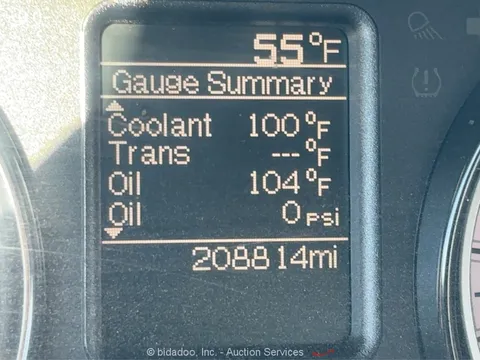 55°F
Gauge Summary
Coolant 100°F
Trans ---°F
Oil 104°F
Oil 0 PSI
208814mi
© bidadoo, Inc. - Auction Services